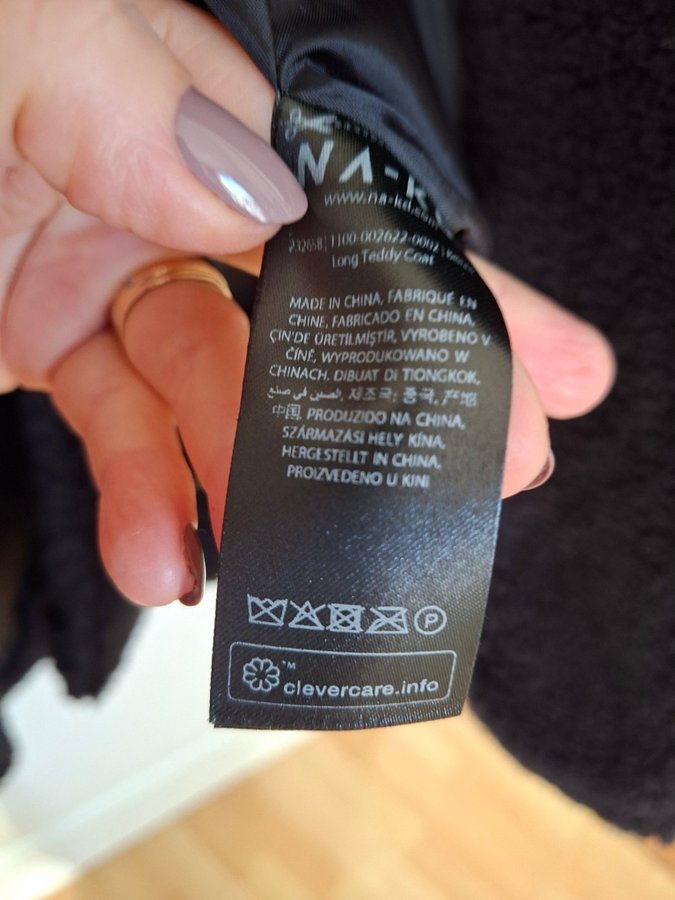 NA-K
www.na-kd.com
232658 | 1100-002622-0002 |
Long Teddy Coat
MADE IN CHINA, FABRIQUÉ EN
CHINE, FABRICADO EN CHINA,
ÇIN'DE ÜRETILMIŞTIR, VYROBENO V
ČÍNĚ, WYPRODUKOWANO W
CHINACH. DIBUAT DI TIONGKOK,
الصين في صنع, 제조국: 중국, 产地
中国, PRODUZIDO NA CHINA,
SZÁRMAZÁSI HELY KÍNA,
HERGESTELLT IN CHINA,
PROIZVEDENO U KINI
P
™
clevercare.info